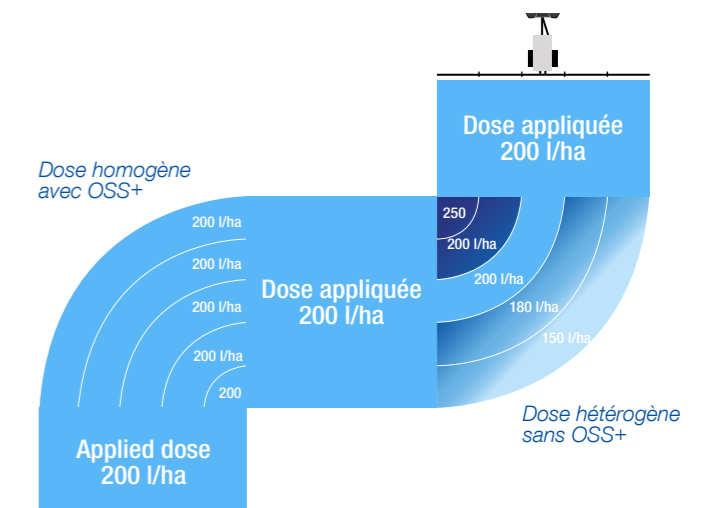 Dose appliquée
200 l/ha
Dose homogène
avec OSS+
200 l/ha
200 l/ha
200 l/ha
200 l/ha
200
Dose appliquée
200 l/ha
250
200 l/ha
200 l/ha
180 l/ha
150 l/ha
Dose hétérogène
sans OSS+
Applied dose
200 l/ha